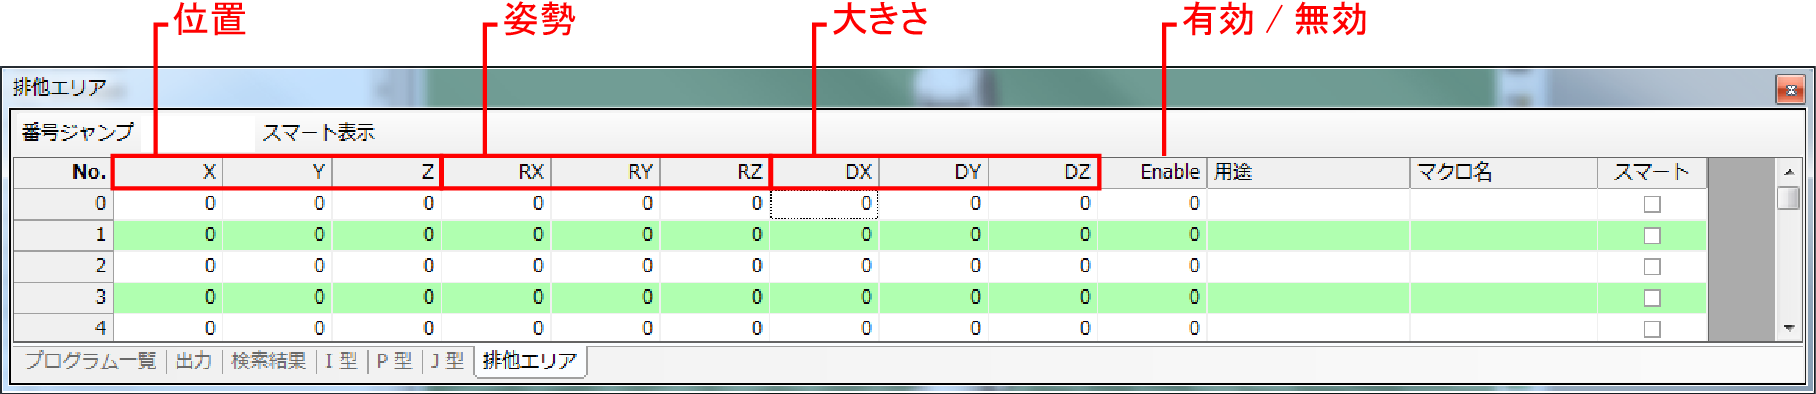 位置 姿勢 大きさ 有効 / 無効
排他エリア
番号ジャンプ スマート表示
No. X Y Z RX RY RZ DX DY DZ Enable 用途 マクロ名 スマート
0 0 0 0 0 0 0 0 0 0 0
1 0 0 0 0 0 0 0 0 0 0
2 0 0 0 0 0 0 0 0 0 0
3 0 0 0 0 0 0 0 0 0 0
4 0 0 0 0 0 0 0 0 0 0
プログラム一覧 出力 検索結果 I 型 P 型 J 型 排他エリア